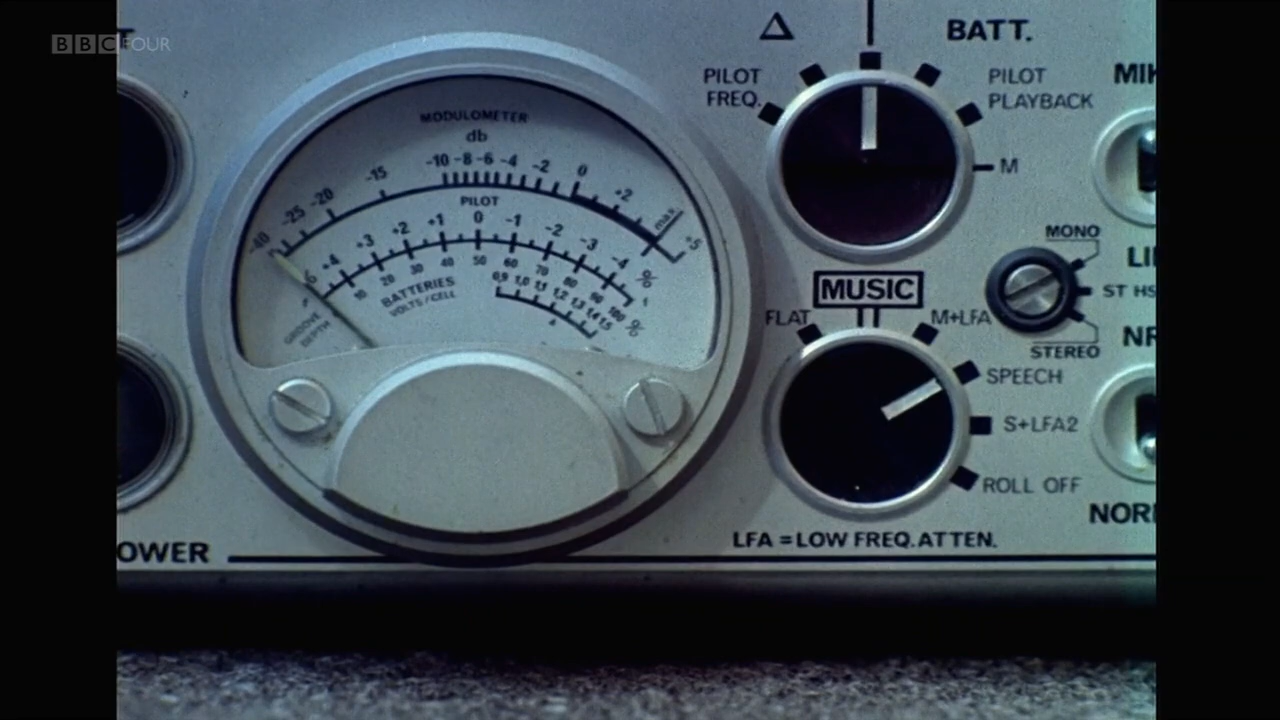 BBC FOUR
T
MODULOMETER
db
-40 -25 -20 -15 -10 -8 -6 -4 -2 0 +2 max. +5
PILOT
+4 +3 +2 +1 0 -1 -2 -3 -4 %
10 20 30 40 50 60 70 80 90 100 %
BATTERIES
VOLTS/CELL
0,9 1,0 1,1 1,2 1,3 1,4 1,5
GROOVE
DEPTH
Δ
BATT.
PILOT
FREQ.
PILOT
PLAYBACK
M
MIK
MONO
LI
ST HS
STEREO
NR
MUSIC
FLAT
M+LFA
SPEECH
S+LFA2
ROLL OFF
NOR
LFA =LOW FREQ.ATTEN.
OWER